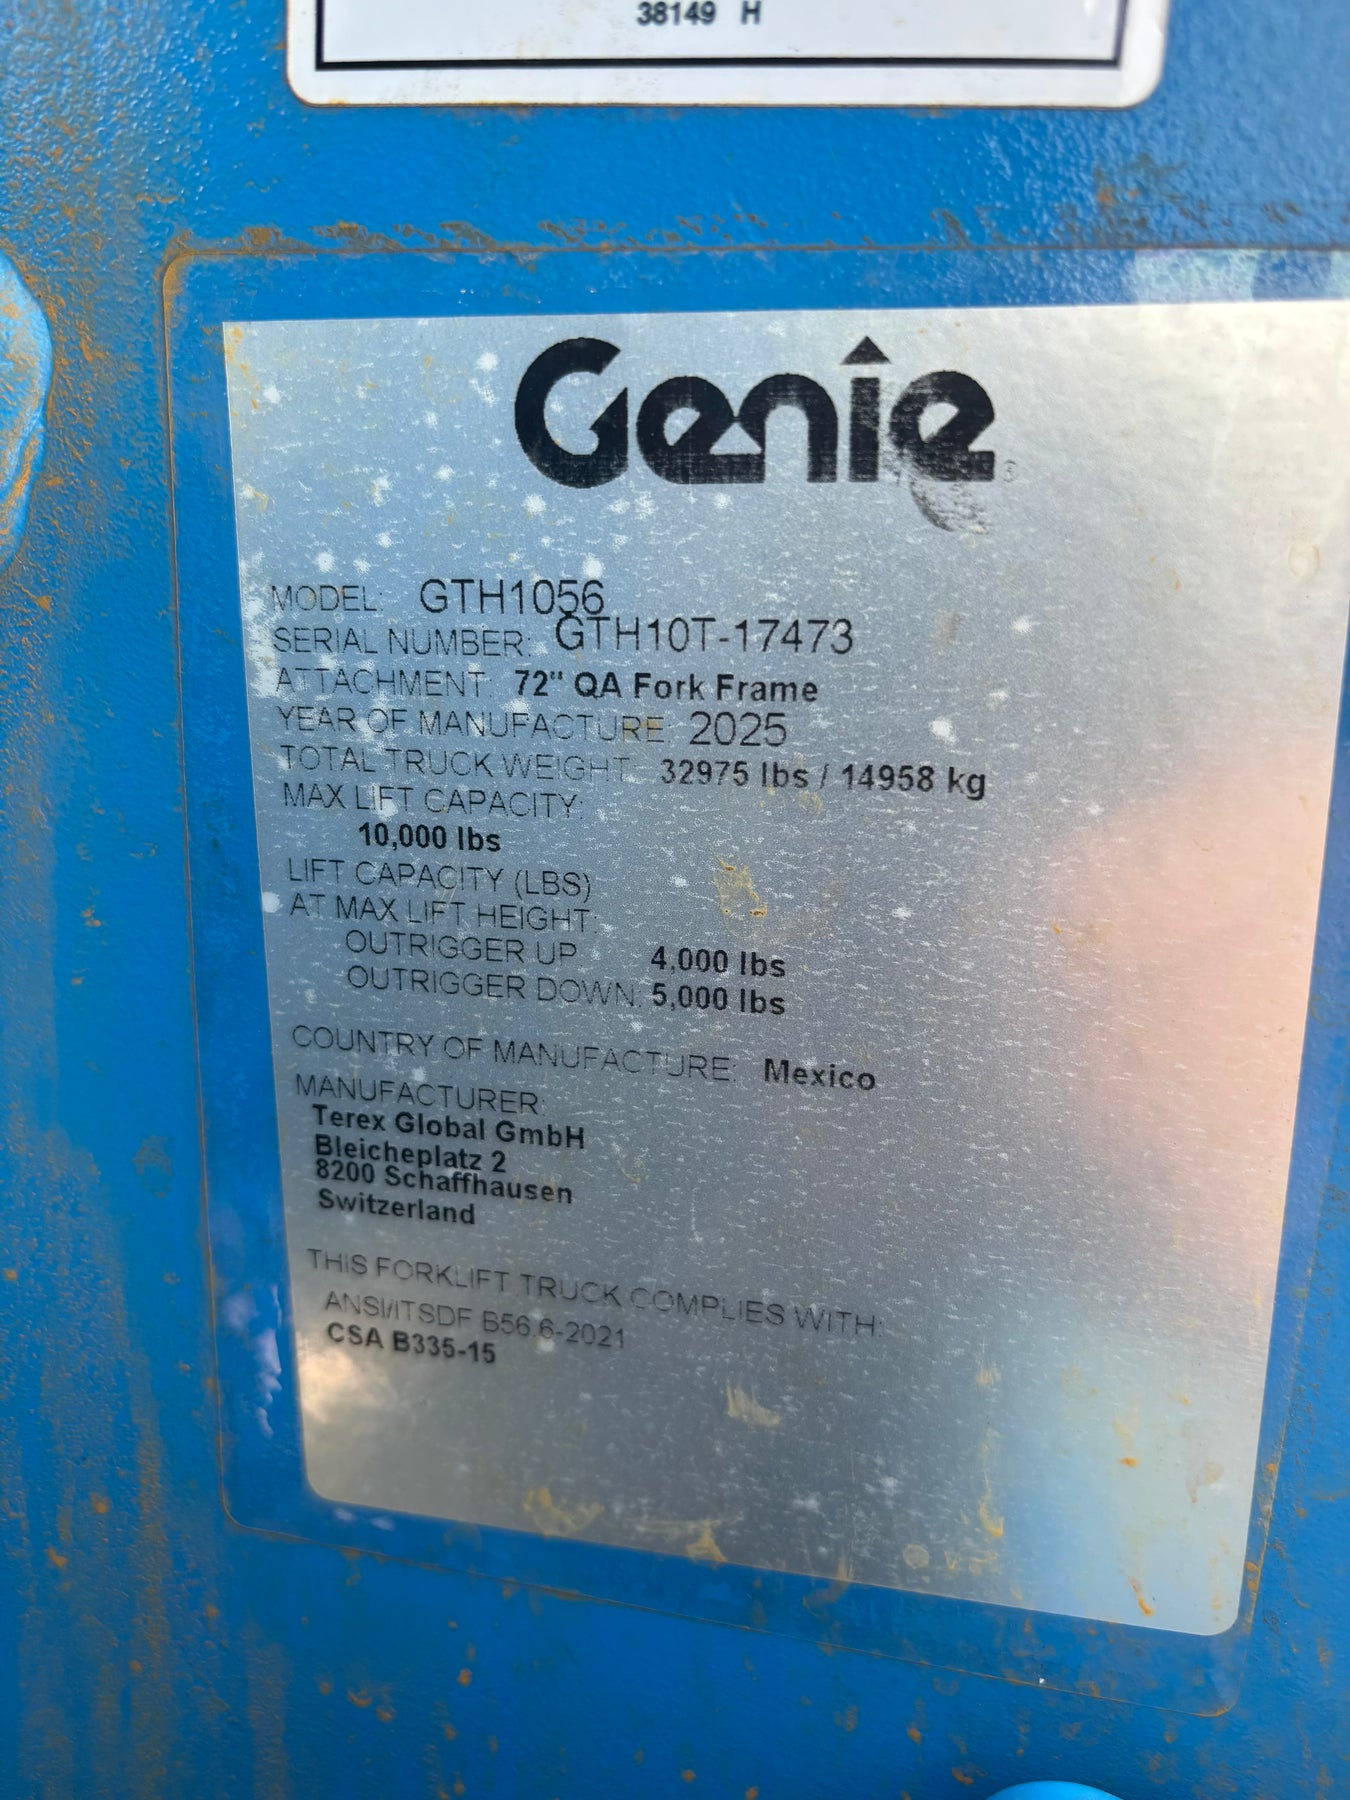 38149 H
Genie
MODEL: GTH1056
SERIAL NUMBER: GTH10T-17473
ATTACHMENT: 72" QA Fork Frame
YEAR OF MANUFACTURE: 2025
TOTAL TRUCK WEIGHT: 32975 lbs / 14958 kg
MAX LIFT CAPACITY:
10,000 lbs
LIFT CAPACITY (LBS)
AT MAX LIFT HEIGHT:
OUTRIGGER UP 4,000 lbs
OUTRIGGER DOWN: 5,000 lbs
COUNTRY OF MANUFACTURE: Mexico
MANUFACTURER:
Terex Global GmbH
Bleicheplatz 2
8200 Schaffhausen
Switzerland
THIS FORKLIFT TRUCK COMPLIES WITH:
ANSI/ITSDF B56.6-2021
CSA B335-15